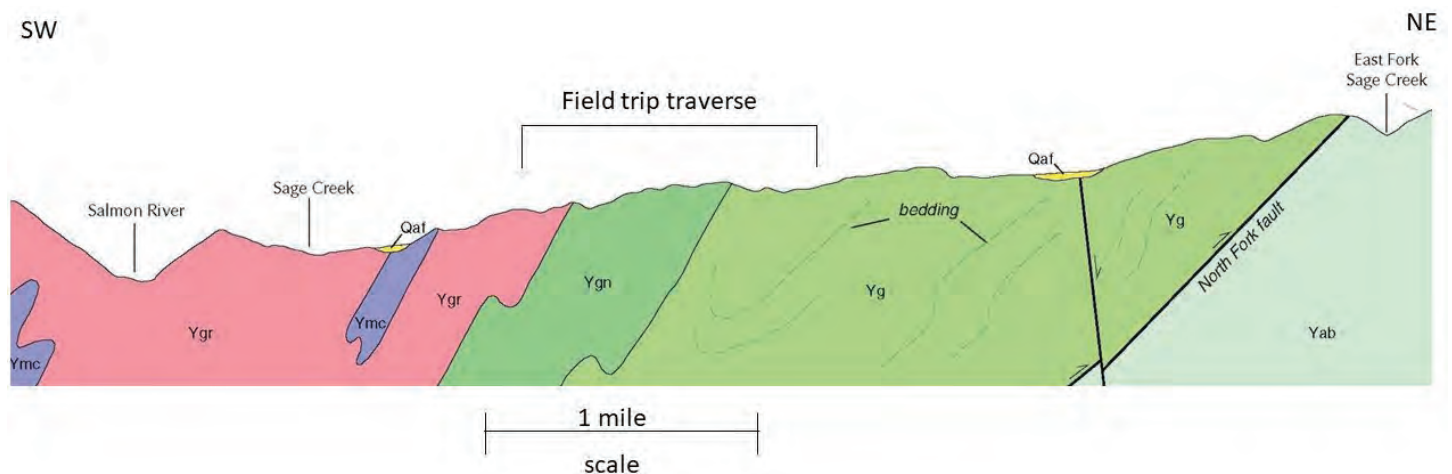 SW
NE
East Fork
Sage Creek
Field trip traverse
Qaf
Sage Creek
bedding
Salmon River
Qaf
Yg
North Fork fault
Ygr
Ygn
Yg
Ymc
Ygr
Yab
Ymc
1 mile
scale